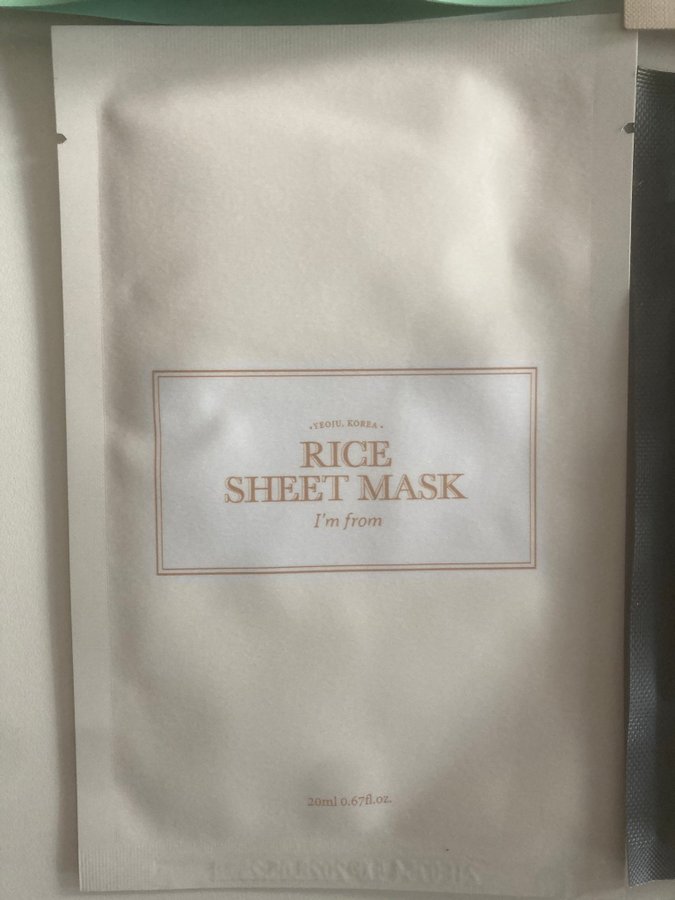 •YEOJU, KOREA•
RICE
SHEET MASK
I'm from
20ml 0.67fl.oz.